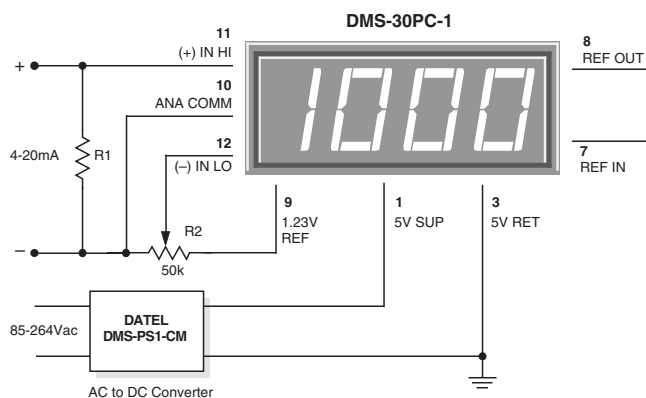 DMS-30PC-1
11
(+) IN HI
8
REF OUT
+
10
ANA COMM
1000
4-20mA
R1
12
(–) IN LO
7
REF IN
9
1.23V
REF
1
5V SUP
3
5V RET
–
R2
50k
85-264Vac
DATEL
DMS-PS1-CM
AC to DC Converter